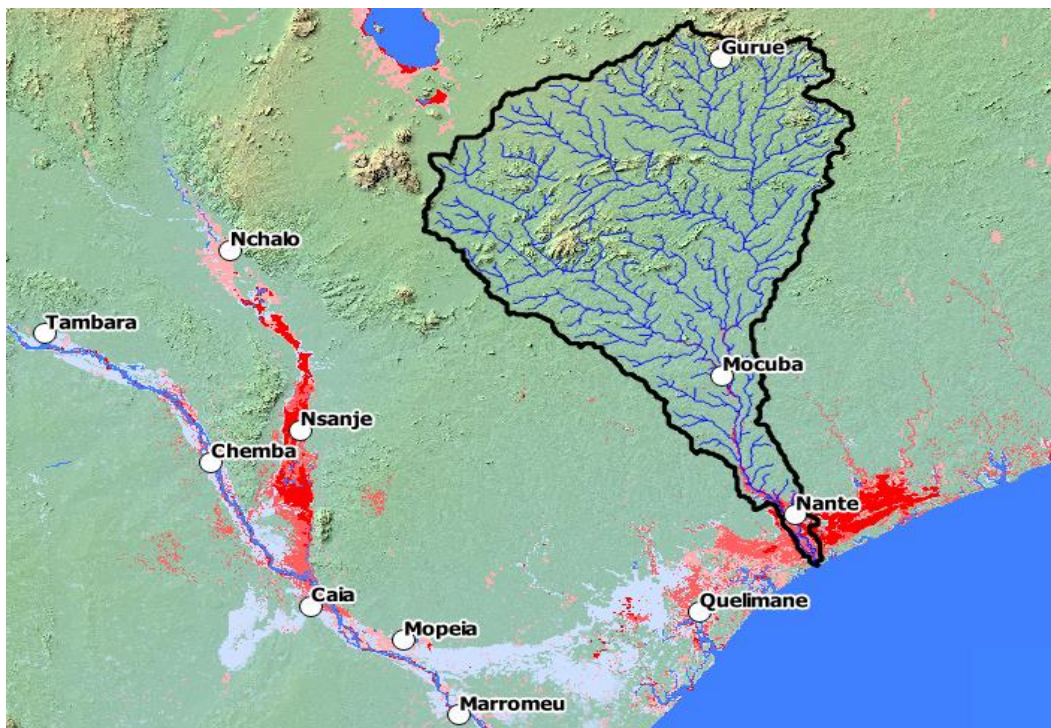 Gurue
Nchalo
Tambara
Mocuba
Nsanje
Chemba
Nante
Caia
Quelimane
Mopeia
Marromeu